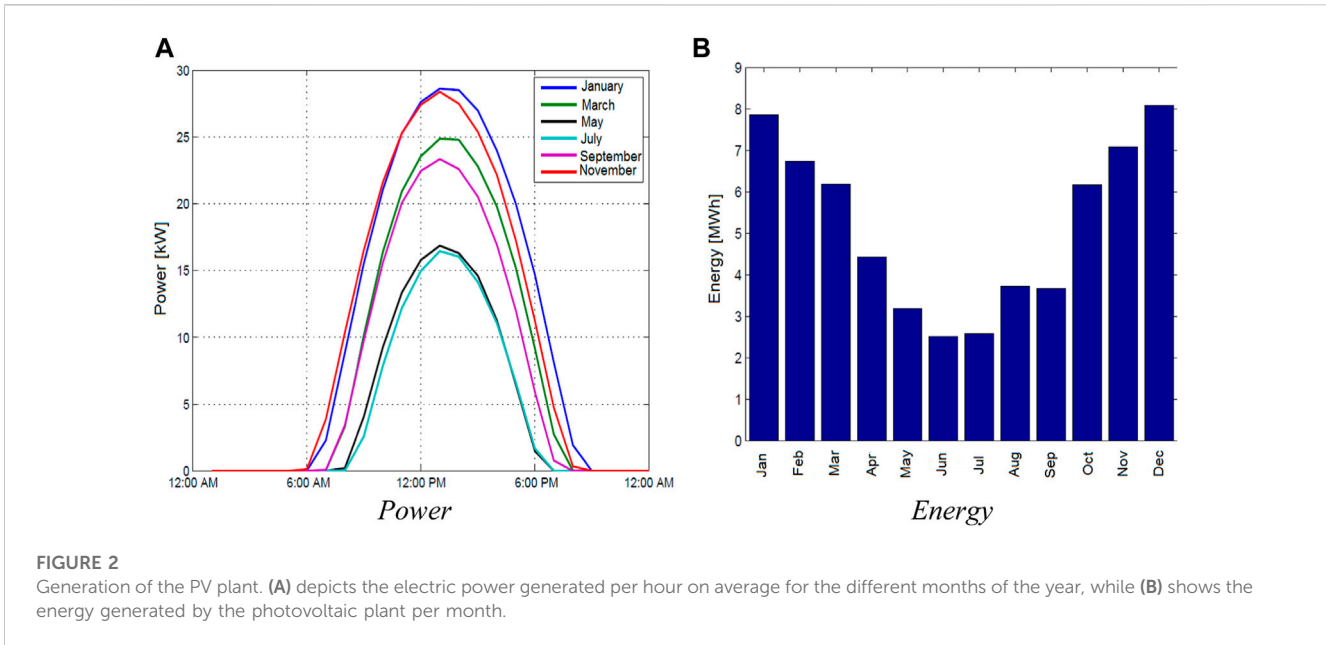 A
B
30
25
20
15
10
5
0
Power [kW]
12:00 AM
6:00 AM
12:00 PM
6:00 PM
12:00 AM
January
March
May
July
September
November
Power
9
8
7
6
5
4
3
2
1
0
Energy [MWh]
Jan
Feb
Mar
Apr
May
Jun
Jul
Aug
Sep
Oct
Nov
Dec
Energy
FIGURE 2
Generation of the PV plant. (A) depicts the electric power generated per hour on average for the different months of the year, while (B) shows the
energy generated by the photovoltaic plant per month.